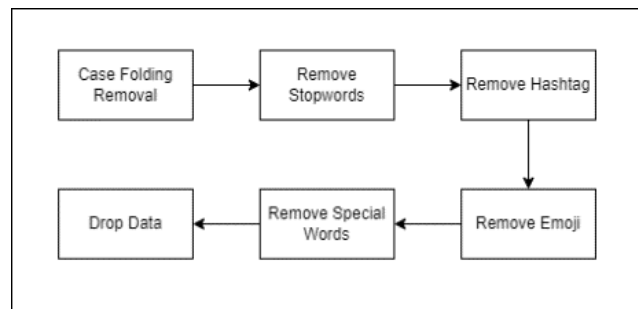 Case Folding
Removal
Remove
Stopwords
Remove Hashtag
Remove Emoji
Remove Special
Words
Drop Data